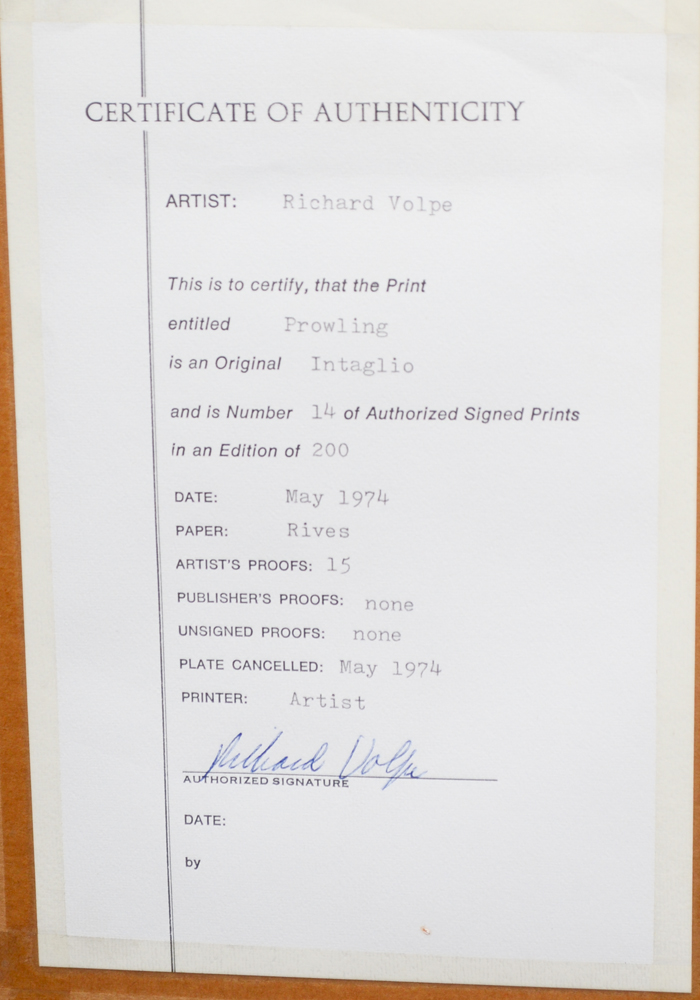 CERTIFICATE OF AUTHENTICITY
ARTIST: Richard Volpe
This is to certify, that the Print
entitled Prowling
is an Original Intaglio
and is Number 14 of Authorized Signed Prints
in an Edition of 200
DATE: May 1974
PAPER: Rives
ARTIST'S PROOFS: 15
PUBLISHER'S PROOFS: none
UNSIGNED PROOFS: none
PLATE CANCELLED: May 1974
PRINTER: Artist
Richard Volpe
AUTHORIZED SIGNATURE
DATE:
by